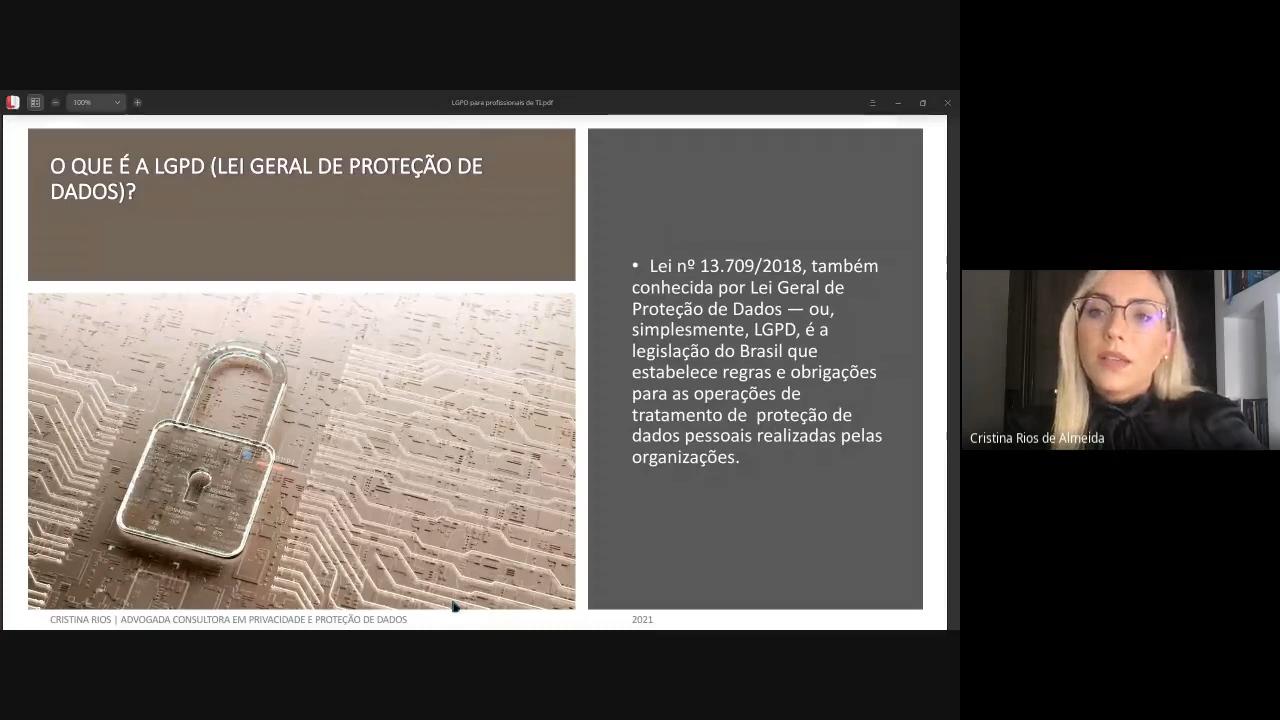 100%
LGPD para profissionais de TI.pdf
O QUE É A LGPD (LEI GERAL DE PROTEÇÃO DE
DADOS)?
• Lei nº 13.709/2018, também
conhecida por Lei Geral de
Proteção de Dados — ou,
simplesmente, LGPD, é a
legislação do Brasil que
estabelece regras e obrigações
para as operações de
tratamento de  proteção de
dados pessoais realizadas pelas
organizações.
CRISTINA RIOS | ADVOGADA CONSULTORA EM PRIVACIDADE E PROTEÇÃO DE DADOS
2021
Cristina Rios de Almeida